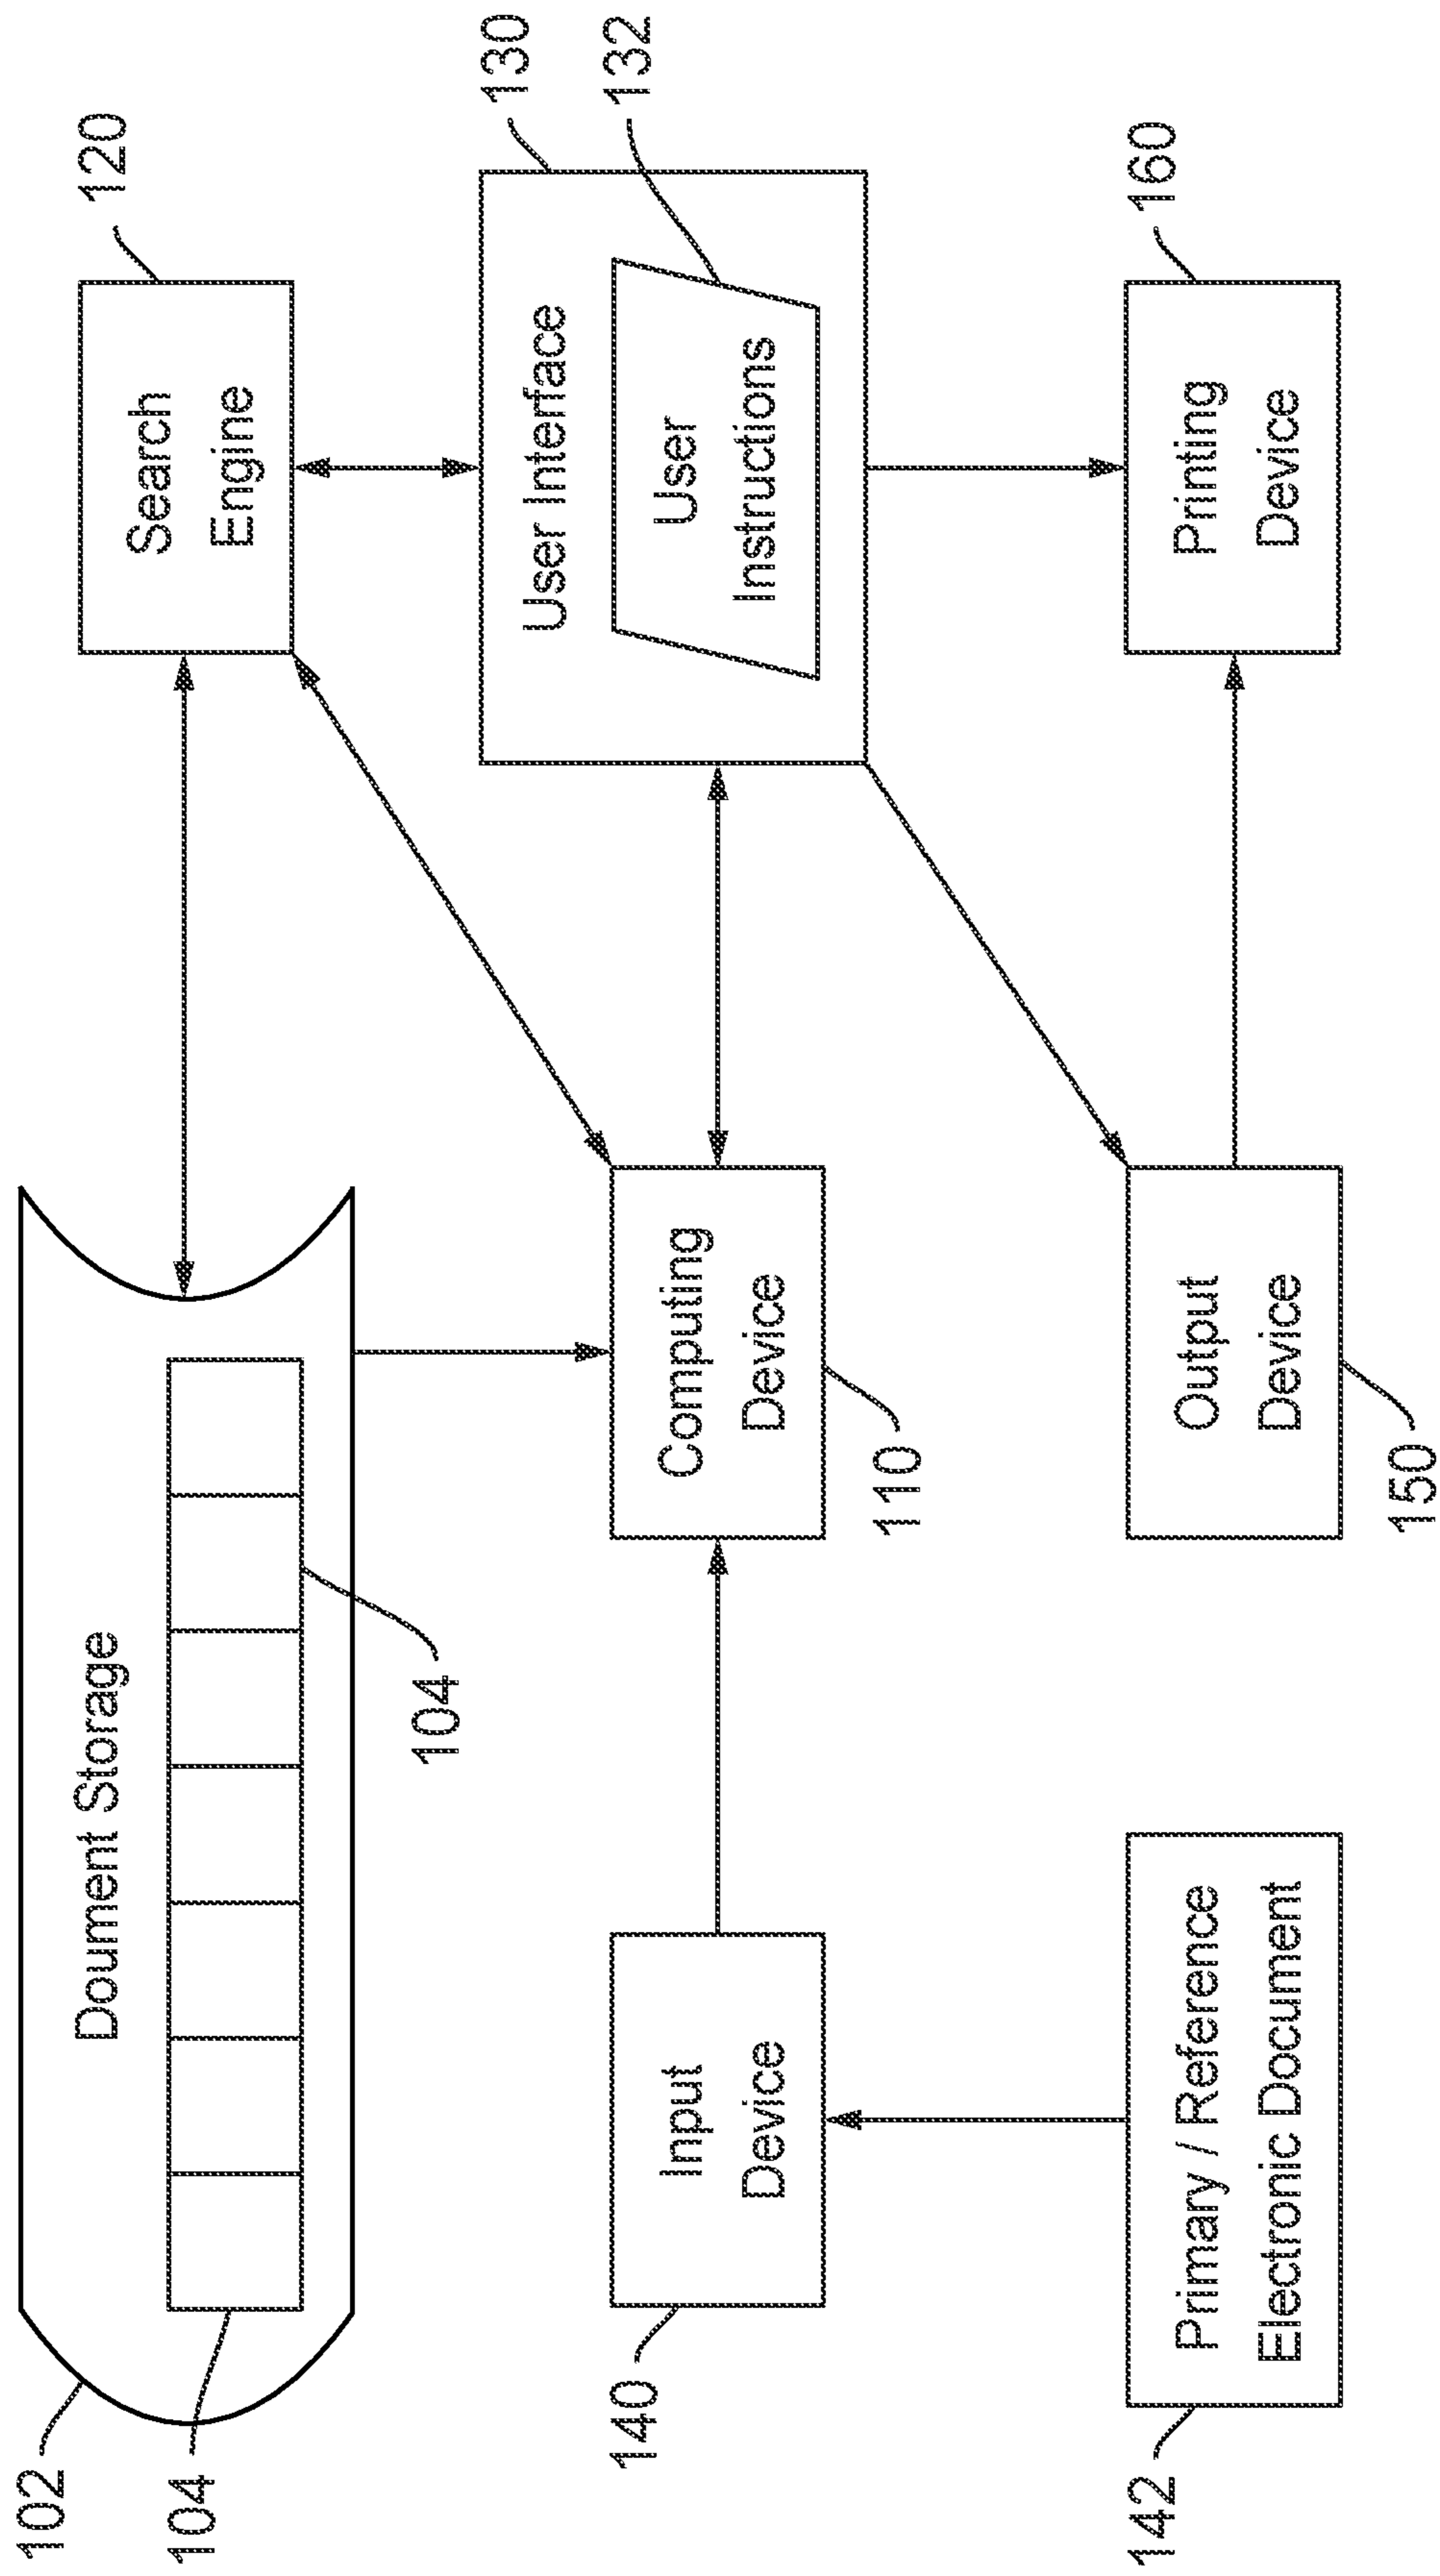 102
104
Doument Storage
104
120
Search
Engine
130
132
User Interface
User
Instructions
140
Input
Device
Computing
Device
110
142
Primary / Reference
Electronic Document
Output
Device
150
160
Printing
Device